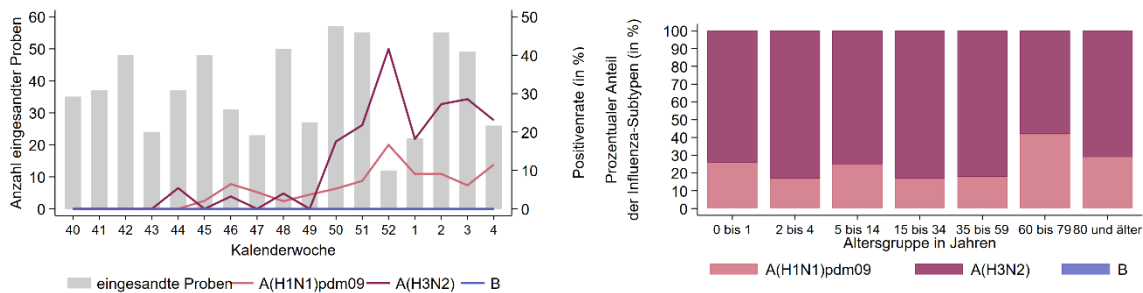 Anzahl eingesandter Proben
60
50
40
30
20
10
0
50
40
30
20
10
0
Positivenrate (in %)
40 41 42 43 44 45 46 47 48 49 50 51 52 1 2 3 4
Kalenderwoche
eingesandte Proben A(H1N1)pdm09 A(H3N2) B
Prozentualer Anteil
der Influenza-Subtypen (in %)
100
90
80
70
60
50
40
30
20
10
0
0 bis 1 2 bis 4 5 bis 14 15 bis 34 35 bis 59 60 bis 79 80 und älter
Altersgruppe in Jahren
A(H1N1)pdm09 A(H3N2) B